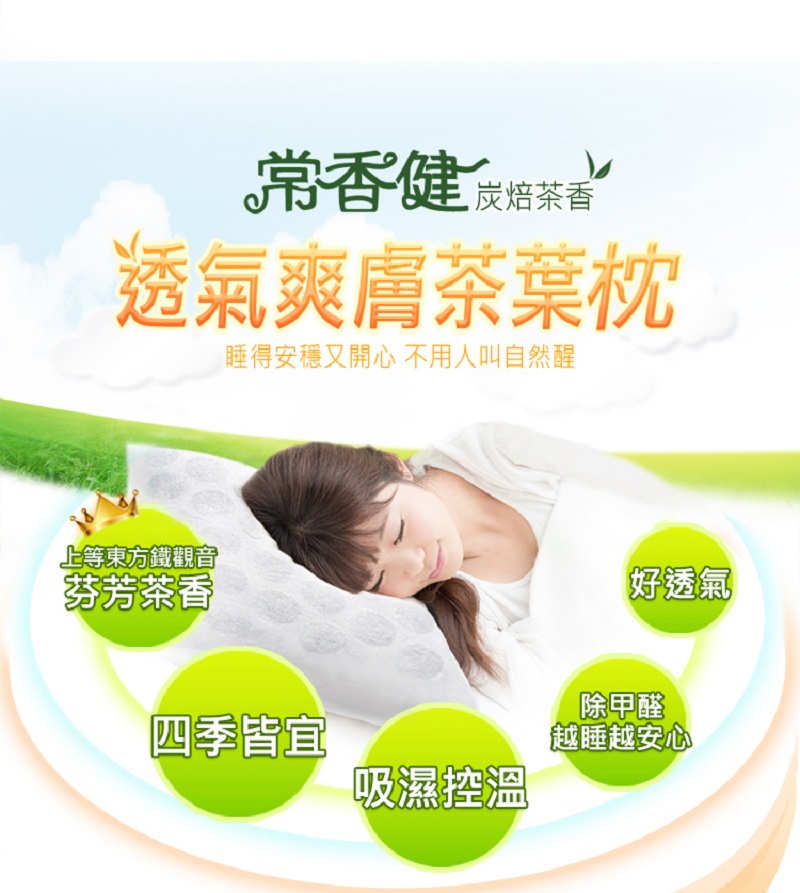 常香健 炭焙茶香
透氣爽膚茶葉枕
睡得安穩又開心 不用人叫自然醒
上等東方鐵觀音
芬芳茶香
四季皆宜
吸濕控溫
除甲醛
越睡越安心
好透氣